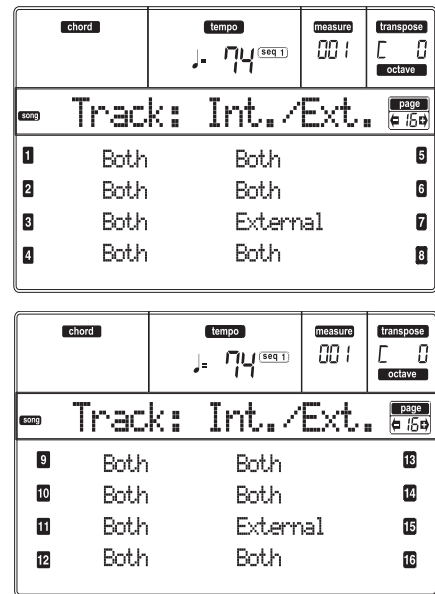 chord tempo measure transpose
♩= 74 seq 1 001 C 0
octave
song Track: Int./Ext. page 16
1 Both Both 5
2 Both Both 6
3 Both External 7
4 Both Both 8
chord tempo measure transpose
♩= 74 seq 1 001 C 0
octave
song Track: Int./Ext. page 16
9 Both Both 13
10 Both Both 14
11 Both External 15
12 Both Both 16